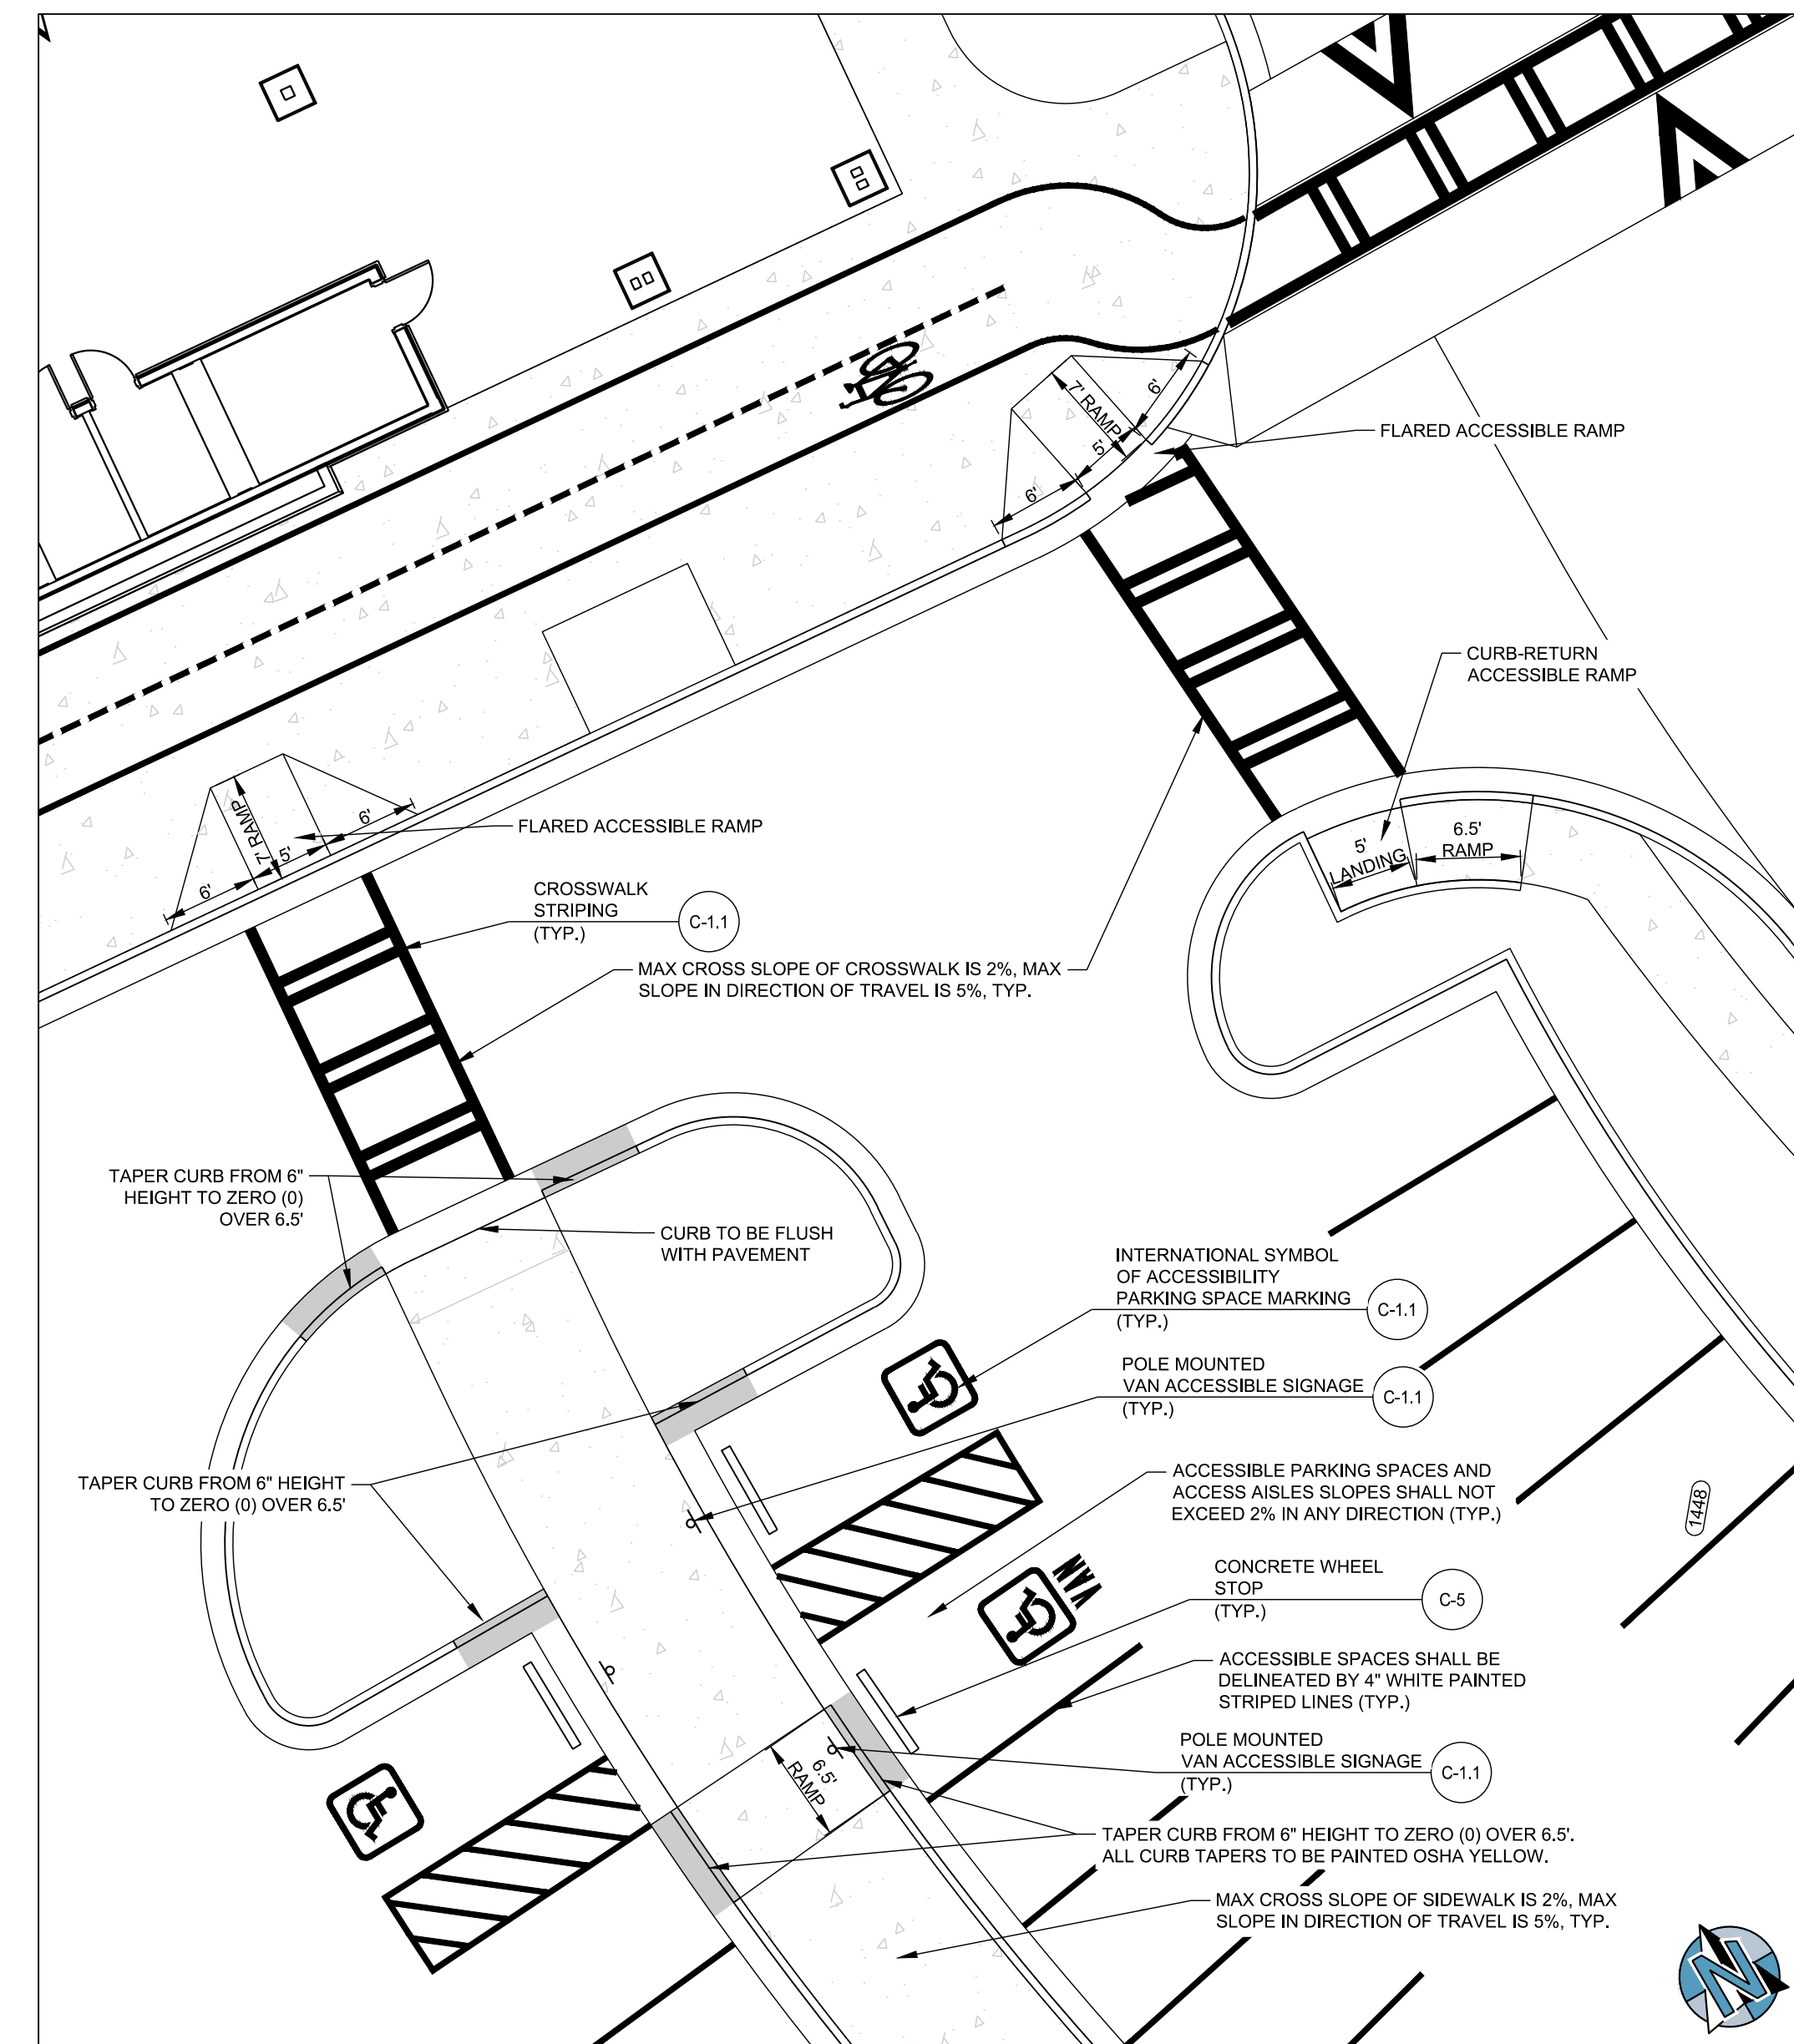 7' RAMP
6'
5'
6'
FLARED ACCESSIBLE RAMP
CURB-RETURN
ACCESSIBLE RAMP
7' RAMP
6'
5'
6'
FLARED ACCESSIBLE RAMP
5'
LANDING
6.5'
RAMP
CROSSWALK
STRIPING
(TYP.)
C-1.1
MAX CROSS SLOPE OF CROSSWALK IS 2%, MAX
SLOPE IN DIRECTION OF TRAVEL IS 5%, TYP.
TAPER CURB FROM 6"
HEIGHT TO ZERO (0)
OVER 6.5'
CURB TO BE FLUSH
WITH PAVEMENT
INTERNATIONAL SYMBOL
OF ACCESSIBILITY
PARKING SPACE MARKING
(TYP.)
C-1.1
POLE MOUNTED
VAN ACCESSIBLE SIGNAGE
(TYP.)
C-1.1
TAPER CURB FROM 6" HEIGHT
TO ZERO (0) OVER 6.5'
ACCESSIBLE PARKING SPACES AND
ACCESS AISLES SLOPES SHALL NOT
EXCEED 2% IN ANY DIRECTION (TYP.)
1448
VAN
CONCRETE WHEEL
STOP
(TYP.)
C-5
ACCESSIBLE SPACES SHALL BE
DELINEATED BY 4" WHITE PAINTED
STRIPED LINES (TYP.)
POLE MOUNTED
VAN ACCESSIBLE SIGNAGE
(TYP.)
C-1.1
6.5'
RAMP
TAPER CURB FROM 6" HEIGHT TO ZERO (0) OVER 6.5'.
ALL CURB TAPERS TO BE PAINTED OSHA YELLOW.
MAX CROSS SLOPE OF SIDEWALK IS 2%, MAX
SLOPE IN DIRECTION OF TRAVEL IS 5%, TYP.
N